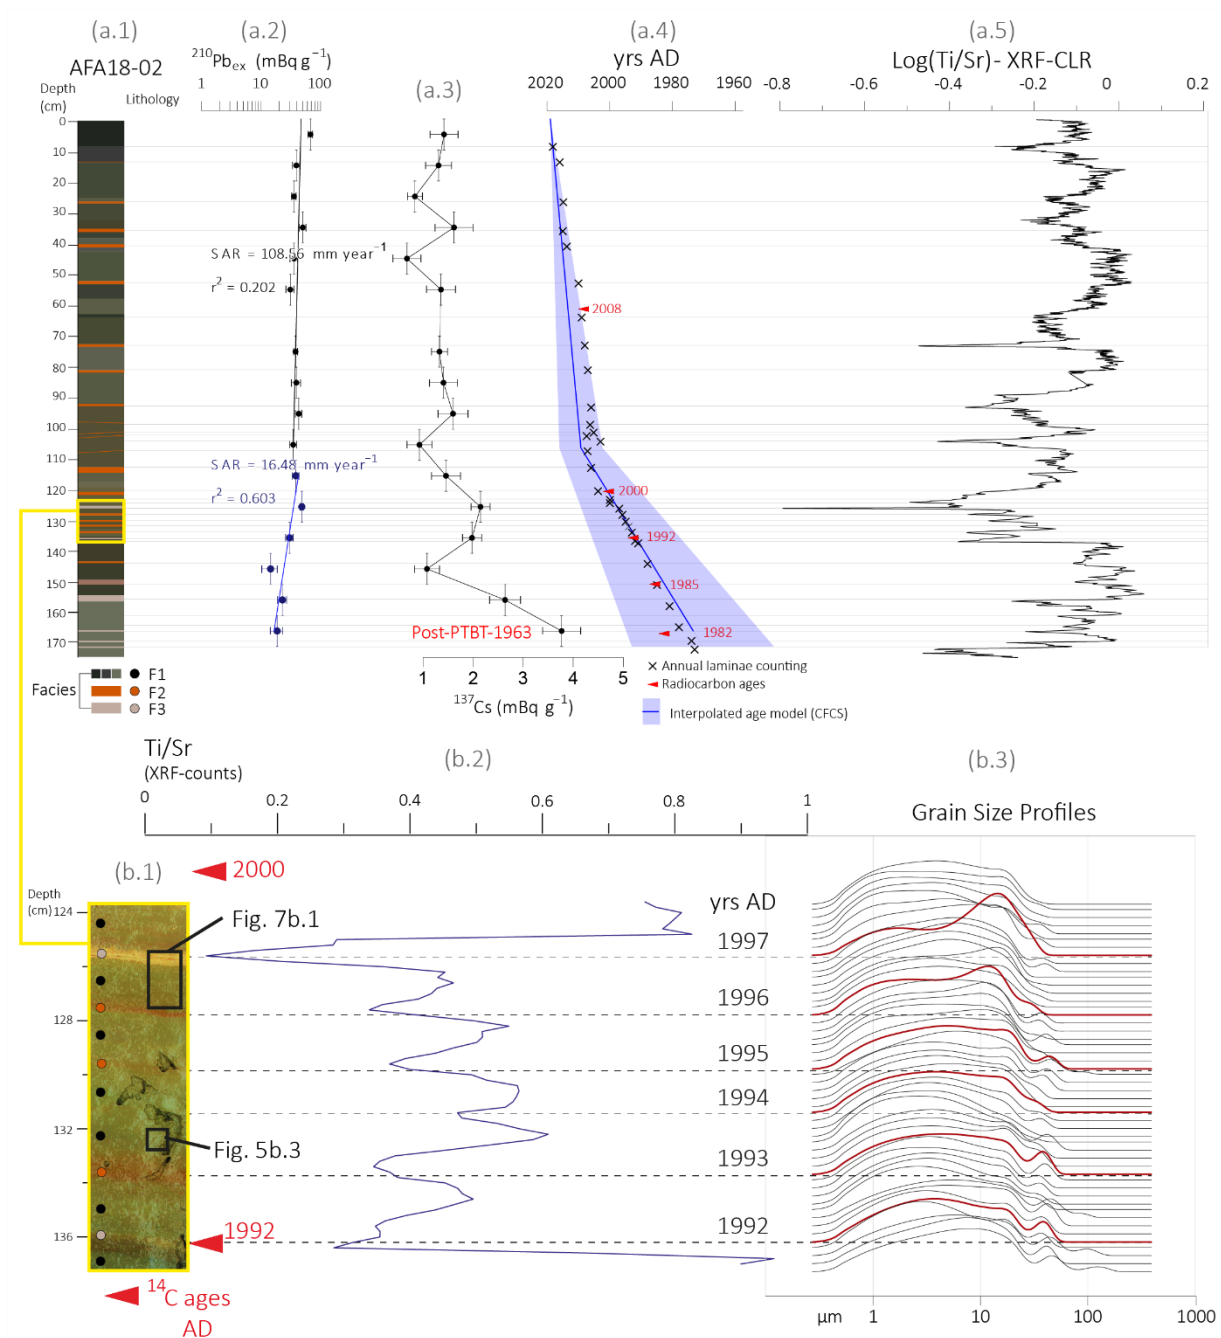 (a.1)
(a.2)
(a.4)
(a.5)
AFA18-02
210Pbex (mBq g−1)
yrs AD
Log(Ti/Sr)- XRF-CLR
Depth
(cm)
Lithology
1 10 100
(a.3)
2020 2000 1980 1960
-0.8 -0.6 -0.4 -0.2 0 0.2
0
10
20
30
40
50
60
70
80
90
100
110
120
130
140
150
160
170
SAR = 108.56 mm year−1
r2 = 0.202
2008
SAR = 16.48 mm year−1
r2 = 0.603
2000
1992
1985
1982
Post-PTBT-1963
1 2 3 4 5
137Cs (mBq g−1)
Facies
F1
F2
F3
Annual laminae counting
Radiocarbon ages
Interpolated age model (CFCS)
Ti/Sr
(XRF-counts)
(b.2)
(b.3)
0 0.2 0.4 0.6 0.8 1
Grain Size Profiles
(b.1)
2000
Depth
(cm)
124
128
132
136
Fig. 7b.1
Fig. 5b.3
1992
yrs AD
1997
1996
1995
1994
1993
1992
14C ages
AD
µm 1 10 100 1000